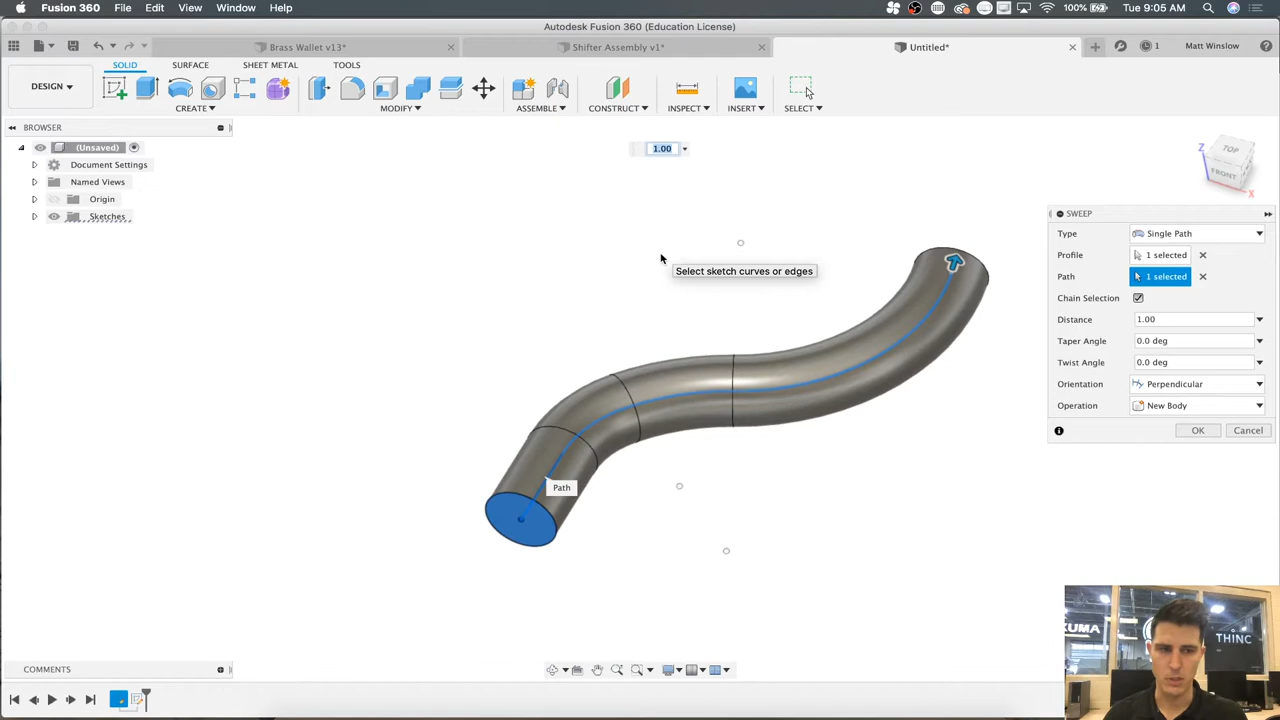 Fusion 360 File Edit View Window Help 100% Tue 9:05 AM
Autodesk Fusion 360 (Education License)
Brass Wallet v13* Shifter Assembly v1* Untitled* 1 Matt Winslow
SOLID SURFACE SHEET METAL TOOLS
DESIGN
CREATE MODIFY ASSEMBLE CONSTRUCT INSPECT INSERT SELECT
BROWSER
(Unsaved)
Document Settings
Named Views
Origin
Sketches
1.00
Select sketch curves or edges
Path
Z TOP
FRONT
X
SWEEP
Type Single Path
Profile 1 selected
Path 1 selected
Chain Selection
Distance 1.00
Taper Angle 0.0 deg
Twist Angle 0.0 deg
Orientation Perpendicular
Operation New Body
OK Cancel
KUMA THINC
COMMENTS